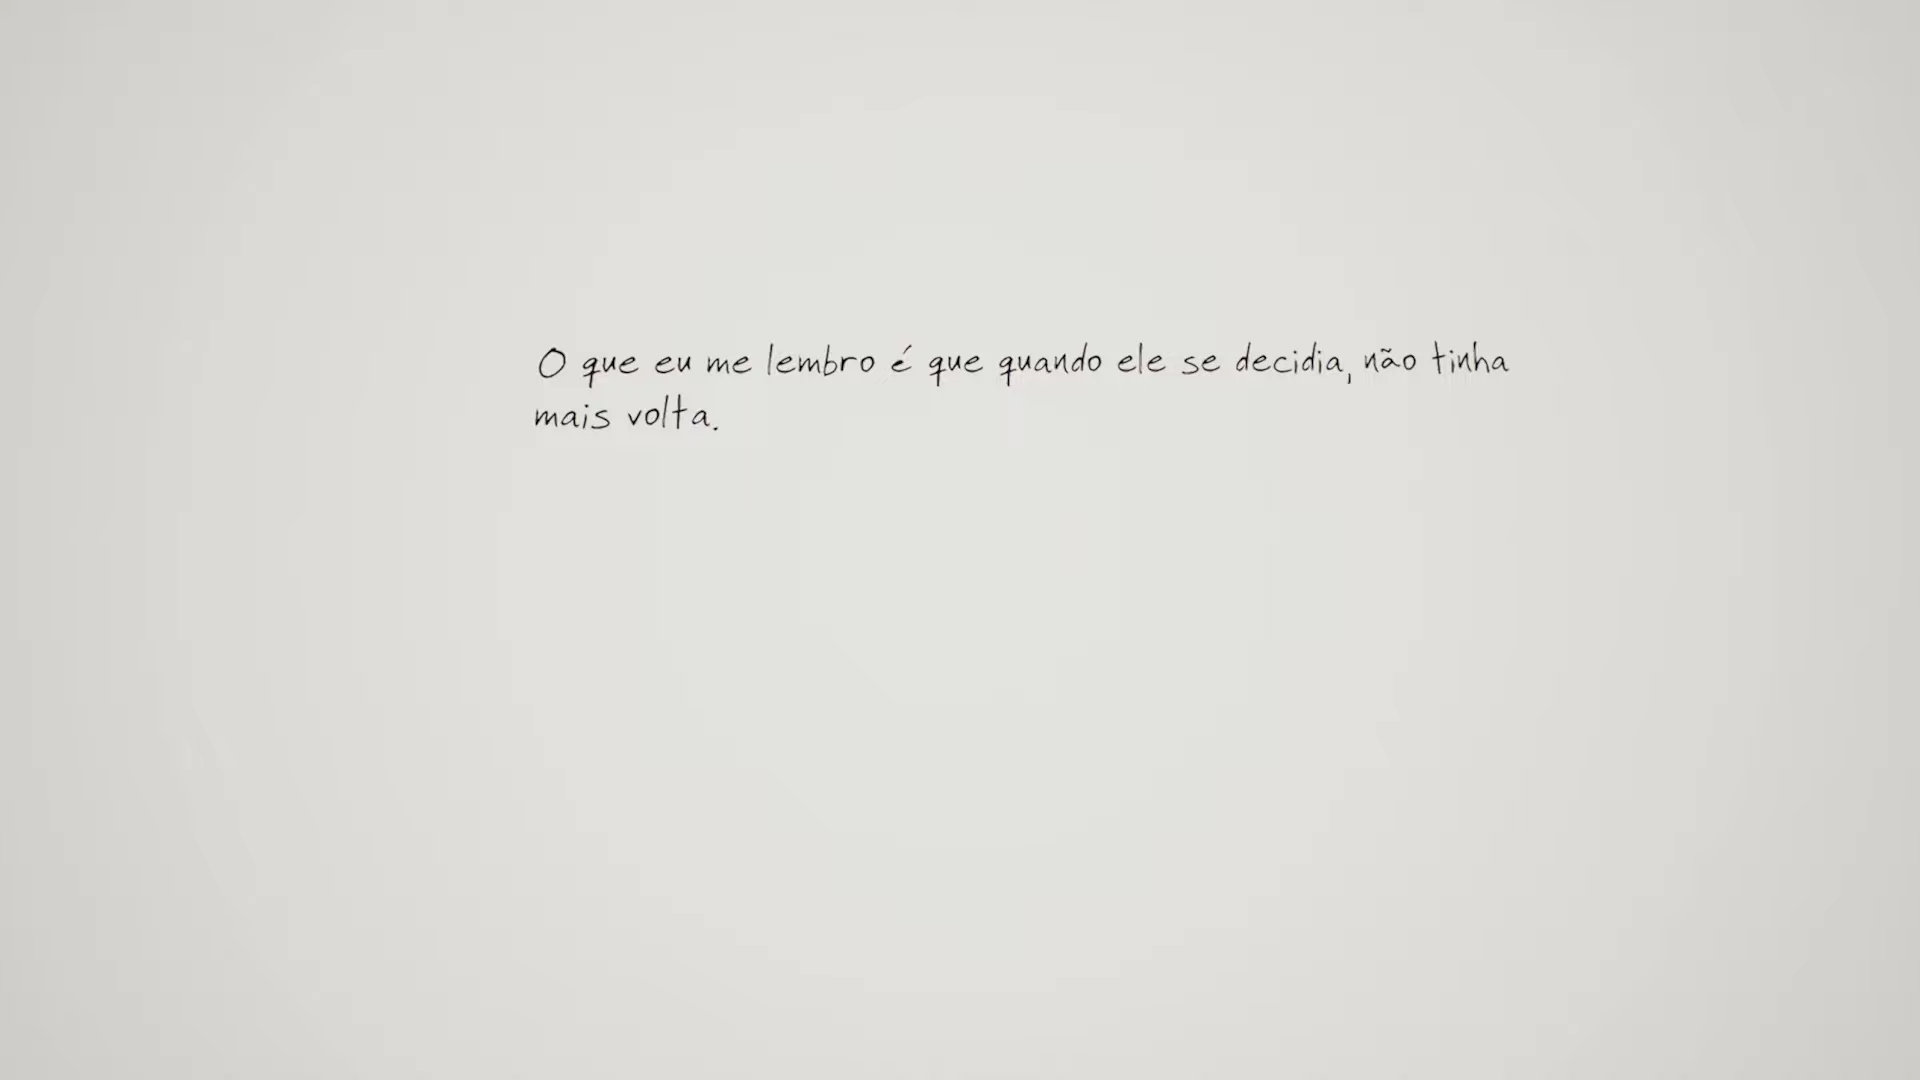 O que eu me lembro é que quando ele se decidia, não tinha
mais volta.